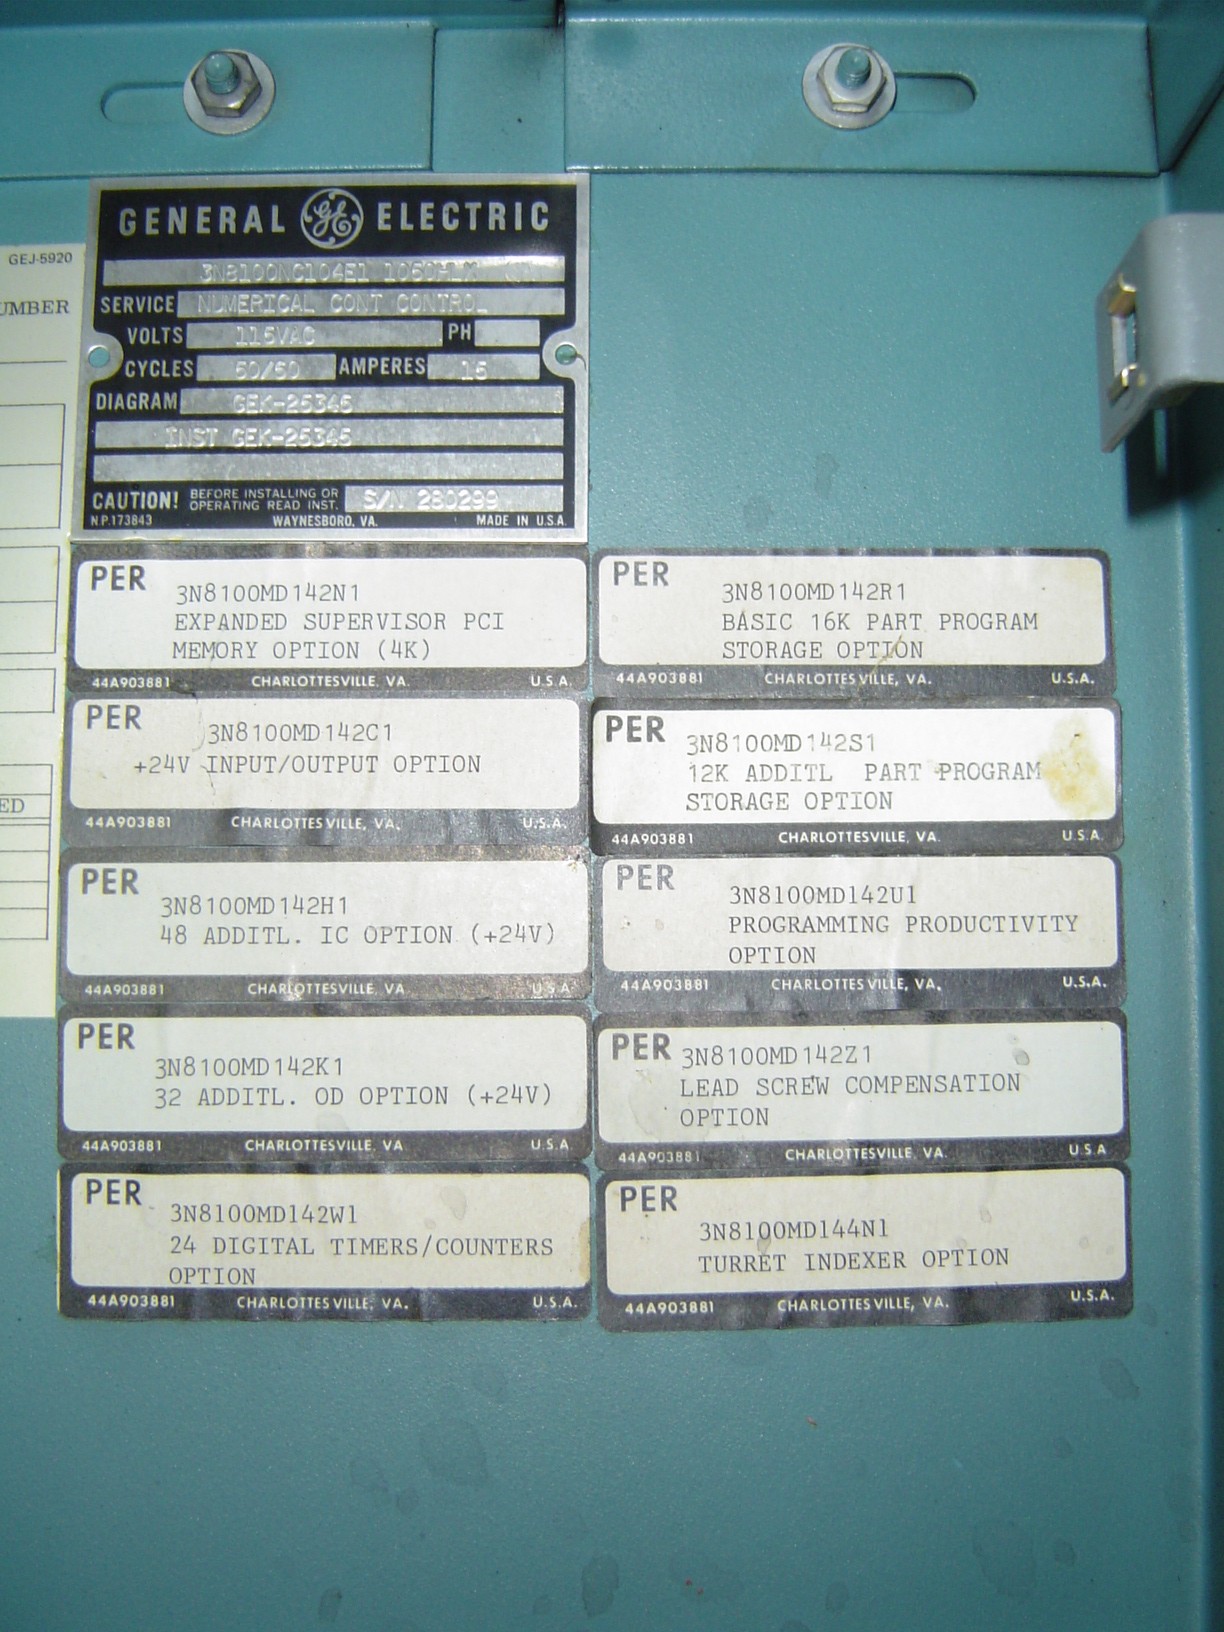 GEJ-5920
UMBER
ED
GENERAL GE ELECTRIC
3N8100NC104E1 1060HLX
SERVICE NUMERICAL CONT CONTROL
VOLTS 115VAC PH
CYCLES 50/60 AMPERES 15
DIAGRAM GEK-25345
INST GEK-25345
CAUTION! BEFORE INSTALLING OR
OPERATING READ INST. S/N 280299
N.P.173843 WAYNESBORO, VA. MADE IN U.S.A.
PER
3N8100MD142N1
EXPANDED SUPERVISOR PCI
MEMORY OPTION (4K)
44A903881 CHARLOTTESVILLE, VA. U.S.A.
PER
3N8100MD142C1
+24V INPUT/OUTPUT OPTION
44A903881 CHARLOTTESVILLE, VA. U.S.A.
PER
3N8100MD142H1
48 ADDITL. IC OPTION (+24V)
44A903881 CHARLOTTESVILLE, VA. U.S.A
PER
3N8100MD142K1
32 ADDITL. OD OPTION (+24V)
44A903881 CHARLOTTESVILLE, VA U.S.A
PER
3N8100MD142W1
24 DIGITAL TIMERS/COUNTERS
OPTION
44A903881 CHARLOTTESVILLE, VA. U.S.A.
PER
3N8100MD142R1
BASIC 16K PART PROGRAM
STORAGE OPTION
44A903881 CHARLOTTESVILLE, VA. U.S.A.
PER
3N8100MD142S1
12K ADDITL PART PROGRAM
STORAGE OPTION
44A903881 CHARLOTTESVILLE, VA. U.S.A.
PER
3N8100MD142U1
PROGRAMMING PRODUCTIVITY
OPTION
44A903881 CHARLOTTESVILLE, VA. U.S.A.
PER
3N8100MD142Z1
LEAD SCREW COMPENSATION
OPTION
44A903881 CHARLOTTESVILLE, VA. U.S.A
PER
3N8100MD144N1
TURRET INDEXER OPTION
44A903881 CHARLOTTESVILLE, VA. U.S.A.